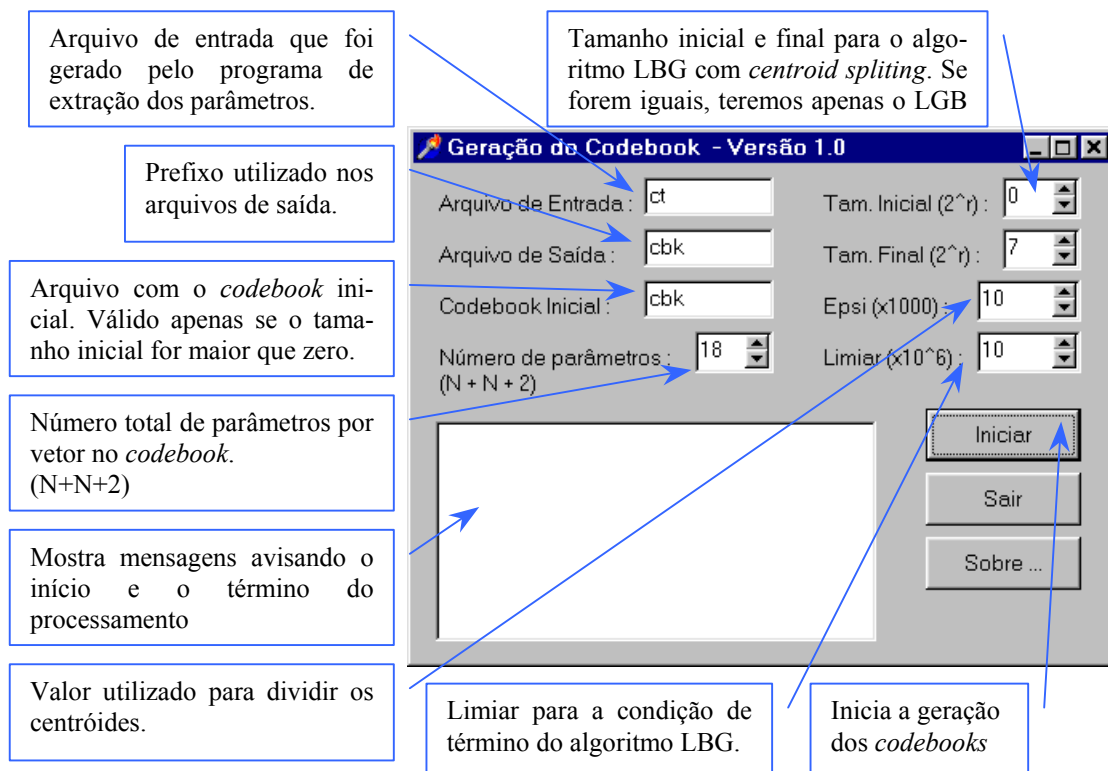 Arquivo de entrada que foi
gerado pelo programa de
extração dos parâmetros.
Tamanho inicial e final para o algo-
ritmo LBG com centroid spliting. Se
forem iguais, teremos apenas o LGB
Prefixo utilizado nos
arquivos de saída.
Arquivo com o codebook ini-
cial. Válido apenas se o tama-
nho inicial for maior que zero.
Número total de parâmetros por
vetor no codebook.
(N+N+2)
Mostra mensagens avisando o
início e o término do
processamento
Valor utilizado para dividir os
centróides.
Geração do Codebook - Versão 1.0
Arquivo de Entrada : ct
Tam. Inicial (2^r) : 0
Arquivo de Saída : cbk
Tam. Final (2^r) : 7
Codebook Inicial : cbk
Epsi (x1000) : 10
Número de parâmetros : 18
(N + N + 2)
Limiar (x10^6) : 10
Iniciar
Sair
Sobre ...
Limiar para a condição de
término do algoritmo LBG.
Inicia a geração
dos codebooks